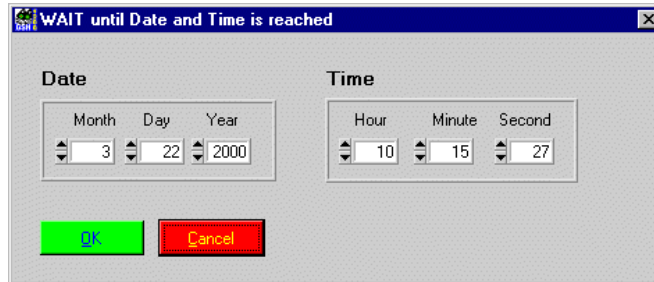 WAIT until Date and Time is reached
Date
Time
Month Day Year
Hour Minute Second
3 22 2000
10 15 27
OK Cancel